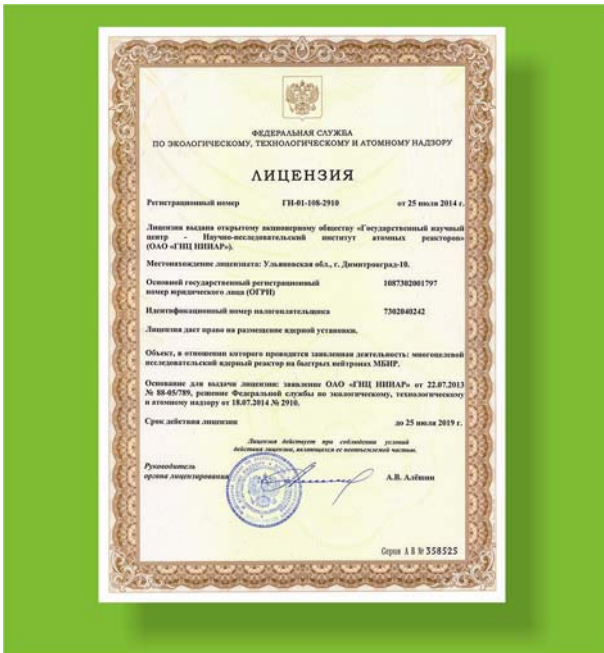 ФЕДЕРАЛЬНАЯ СЛУЖБА
ПО ЭКОЛОГИЧЕСКОМУ, ТЕХНОЛОГИЧЕСКОМУ И АТОМНОМУ НАДЗОРУ
ЛИЦЕНЗИЯ
Регистрационный номер ГН-01-108-2910 от 25 июля 2014 г.
Лицензия выдана открытому акционерному обществу «Государственный научный
центр - Научно-исследовательский институт атомных реакторов»
(ОАО «ГНЦ НИИАР»).
Местонахождение лицензиата: Ульяновская обл., г. Димитровград-10.
Основной государственный регистрационный 1087302001797
номер юридического лица (ОГРН)
Идентификационный номер налогоплательщика 7302040242
Лицензия дает право на размещение ядерной установки.
Объект, в отношении которого проводится заявленная деятельность: многоцелевой
исследовательский ядерный реактор на быстрых нейтронах МБИР.
Основание для выдачи лицензии: заявление ОАО «ГНЦ НИИАР» от 22.07.2013
№ 88-05/789, решение Федеральной службы по экологическому, технологическому
и атомному надзору от 18.07.2014 № 2910.
Срок действия лицензии до 25 июля 2019 г.
Лицензия действует при соблюдении условий
действия лицензии, являющихся ее неотъемлемой частью.
Руководитель
органа лицензирования А.В. Алёшин
Серия А В № 358525